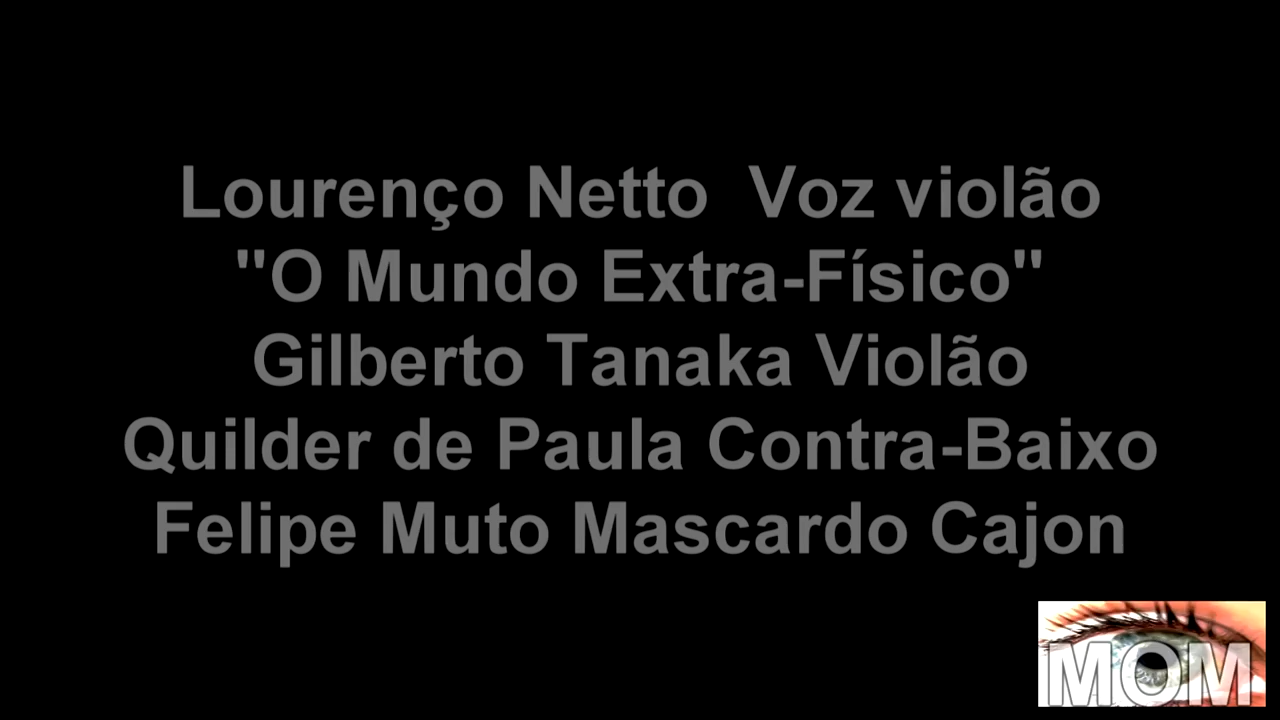 Lourenço Netto  Voz violão
"O Mundo Extra-Físico"
Gilberto Tanaka Violão
Quilder de Paula Contra-Baixo
Felipe Muto Mascardo Cajon
MOM